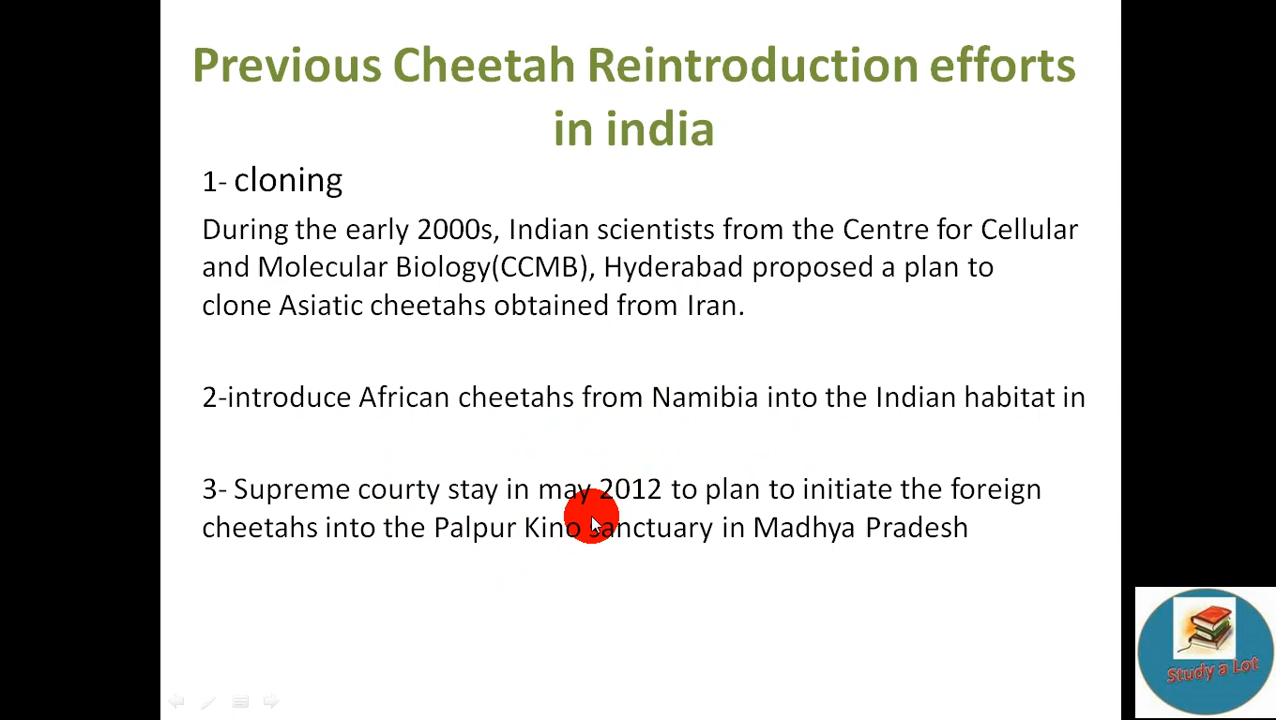 Previous Cheetah Reintroduction efforts
in india
1- cloning
During the early 2000s, Indian scientists from the Centre for Cellular
and Molecular Biology(CCMB), Hyderabad proposed a plan to
clone Asiatic cheetahs obtained from Iran.
2-introduce African cheetahs from Namibia into the Indian habitat in
3- Supreme courty stay in may 2012 to plan to initiate the foreign
cheetahs into the Palpur Kino sanctuary in Madhya Pradesh
Study a Lot